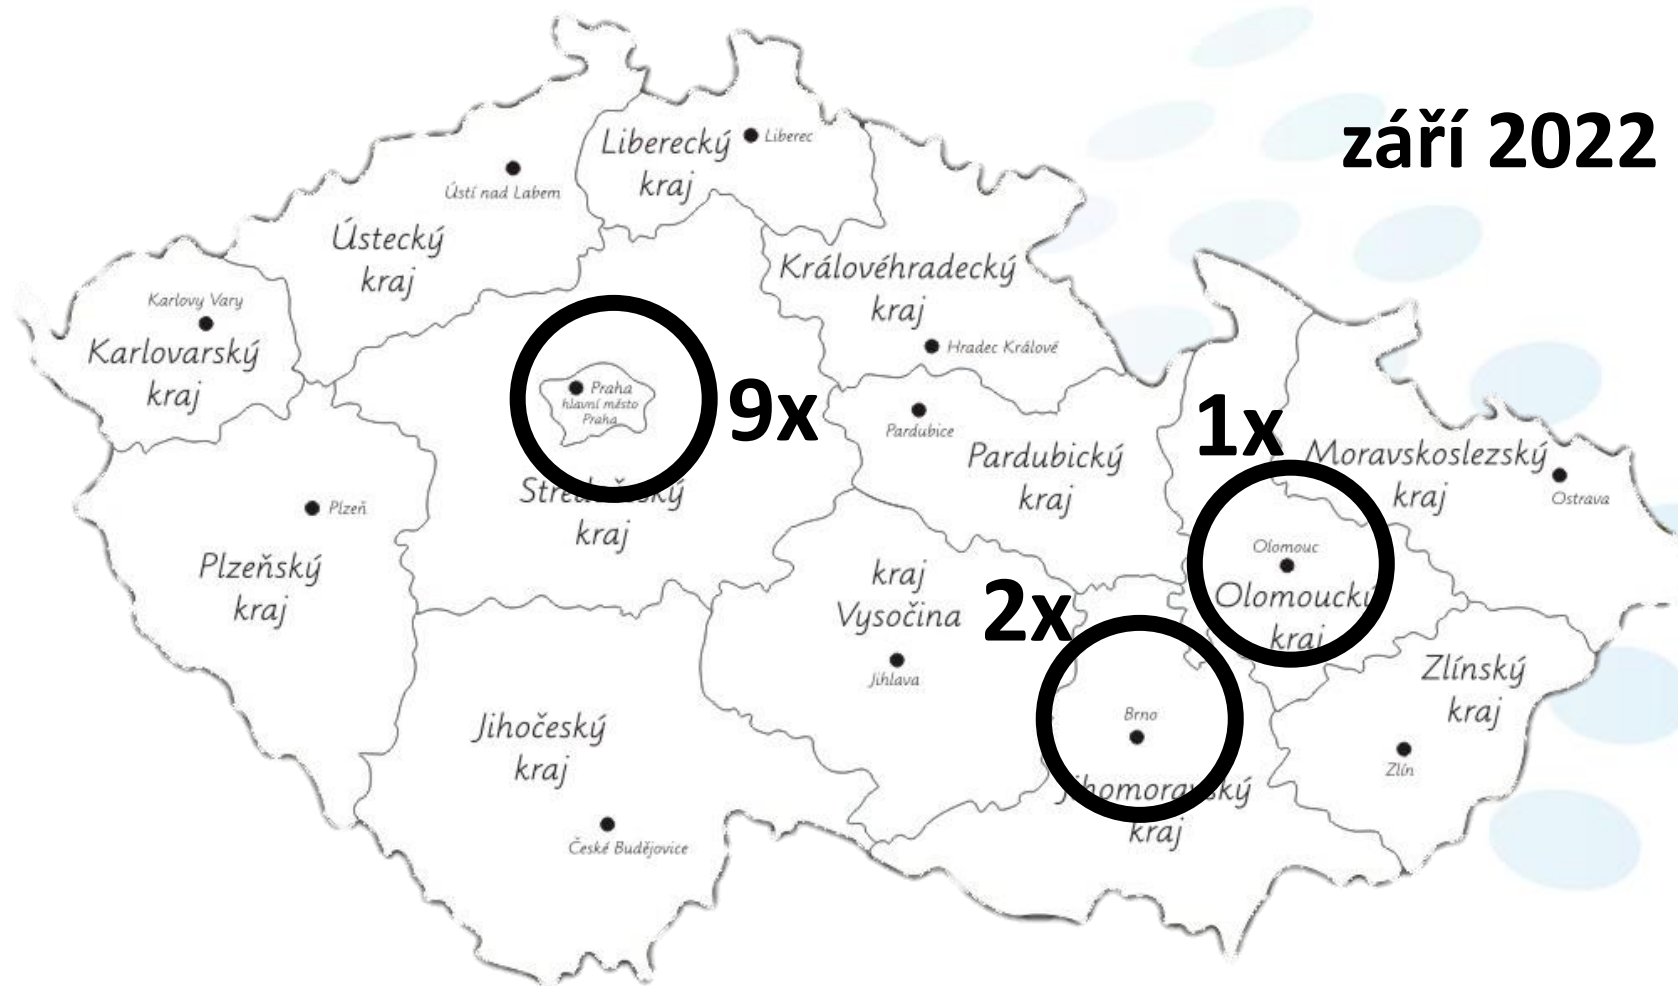 září 2022
Liberecký
kraj
Liberec
Ústí nad Labem
Ústecký
kraj
Královéhradecký
kraj
Hradec Králové
Karlovy Vary
Karlovarský
kraj
Praha
hlavní město
Praha
9x
Středočeský
kraj
Pardubice
Pardubický
kraj
1x
Moravskoslezský
kraj
Ostrava
Plzeň
Plzeňský
kraj
Olomouc
Olomoucký
kraj
kraj
Vysočina
Jihlava
2x
Brno
Jihomoravský
kraj
Zlínský
kraj
Zlín
Jihočeský
kraj
České Budějovice